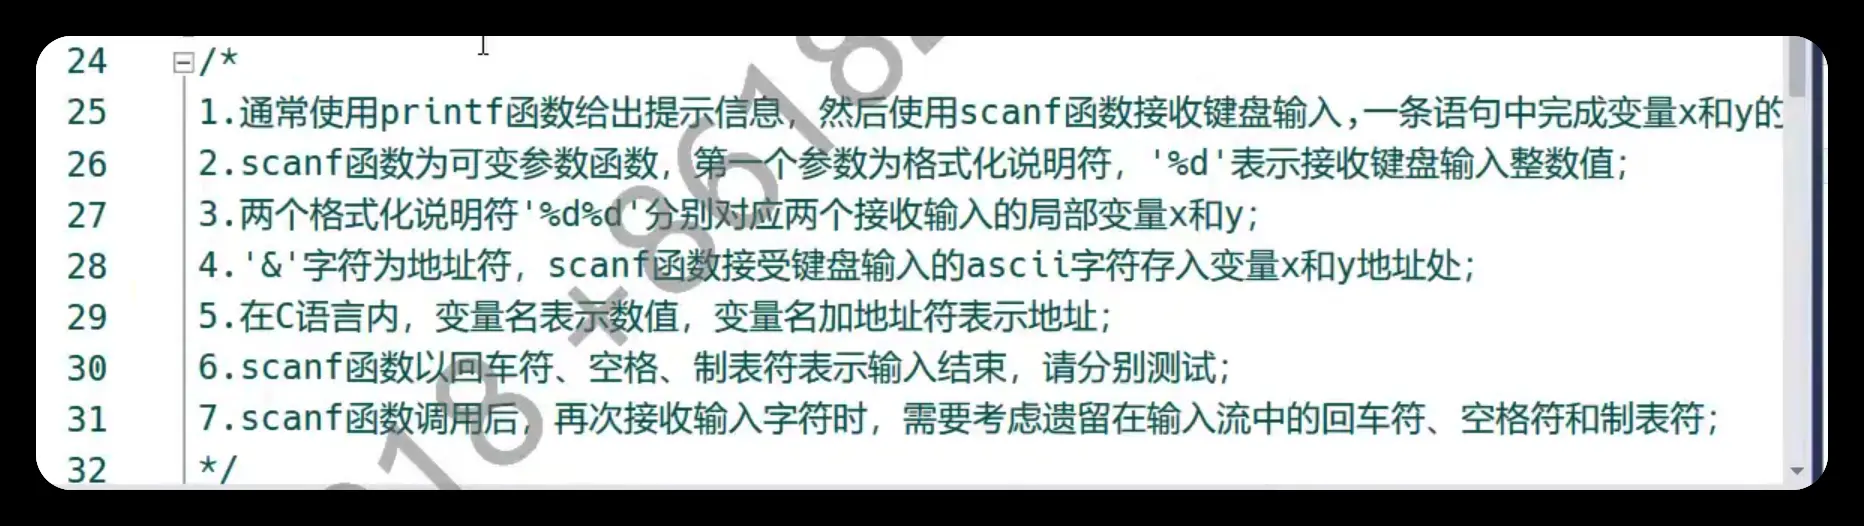 24 /*
25 1.通常使用printf函数给出提示信息，然后使用scanf函数接收键盘输入,一条语句中完成变量x和y的
26 2.scanf函数为可变参数函数，第一个参数为格式化说明符，'%d'表示接收键盘输入整数值;
27 3.两个格式化说明符'%d%d'分别对应两个接收输入的局部变量x和y;
28 4.'&'字符为地址符，scanf函数接受键盘输入的ascii字符存入变量x和y地址处;
29 5.在C语言内，变量名表示数值，变量名加地址符表示地址;
30 6.scanf函数以回车符、空格、制表符表示输入结束，请分别测试;
31 7.scanf函数调用后，再次接收输入字符时，需要考虑遗留在输入流中的回车符、空格符和制表符;
32 */